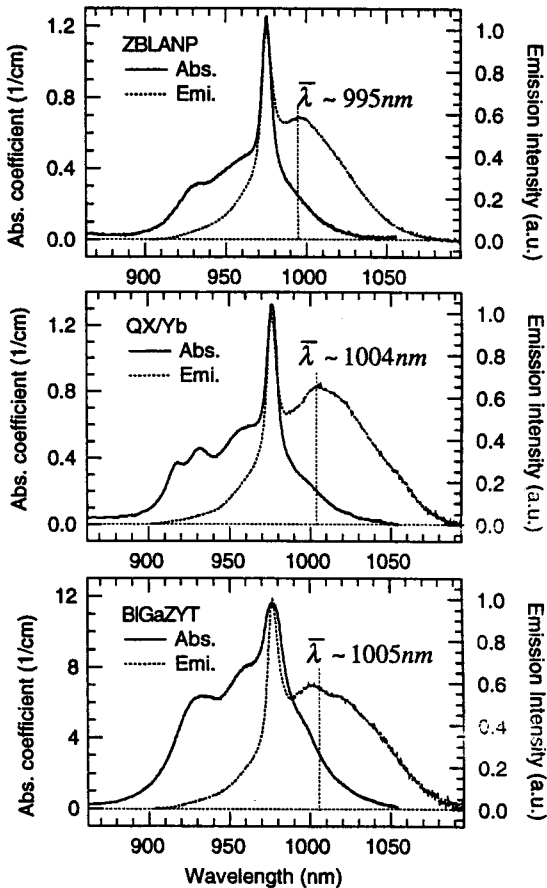 ZBLANP
Abs.
Emi.
λ̅ ~ 995nm
Abs. coefficient (1/cm)
1.2
0.8
0.4
0.0
Emission intensity (a.u.)
1.0
0.8
0.6
0.4
0.2
0.0
900 950 1000 1050
QX/Yb
Abs.
Emi.
λ̅ ~ 1004nm
Abs. coefficient (1/cm)
1.2
0.8
0.4
0.0
Emission intensity (a.u.)
1.0
0.8
0.6
0.4
0.2
0.0
900 950 1000 1050
BIGaZYT
Abs.
Emi.
λ̅ ~ 1005nm
Abs. coefficient (1/cm)
12
8
4
0
Emission Intensity (a.u.)
1.0
0.8
0.6
0.4
0.2
0.0
900 950 1000 1050
Wavelength (nm)